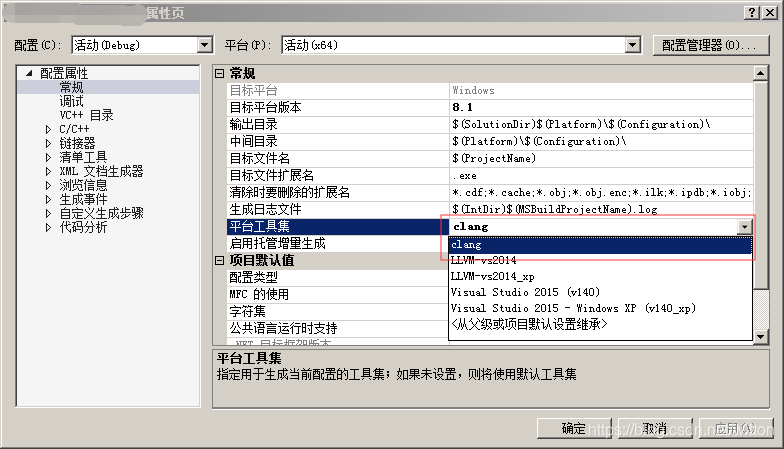 属性页
配置(C): 活动(Debug) 平台(P): 活动(x64) 配置管理器(O)...
配置属性
常规
调试
VC++ 目录
C/C++
链接器
清单工具
XML 文档生成器
浏览信息
生成事件
自定义生成步骤
代码分析
常规
目标平台 Windows
目标平台版本 8.1
输出目录 $(SolutionDir)$(Platform)\$(Configuration)\
中间目录 $(Platform)\$(Configuration)\
目标文件名 $(ProjectName)
目标文件扩展名 .exe
清除时要删除的扩展名 *.cdf;*.cache;*.obj;*.obj.enc;*.ilk;*.ipdb;*.iobj;
生成日志文件 $(IntDir)$(MSBuildProjectName).log
平台工具集 clang
启用托管增量生成
clang
LLVM-vs2014
LLVM-vs2014_xp
Visual Studio 2015 (v140)
Visual Studio 2015 - Windows XP (v140_xp)
<从父级或项目默认设置继承>
项目默认值
配置类型
MFC 的使用
字符集
公共语言运行时支持
.NET 目标框架版本
平台工具集
指定用于生成当前配置的工具集；如果未设置，则将使用默认工具集
确定 取消 应用(A)